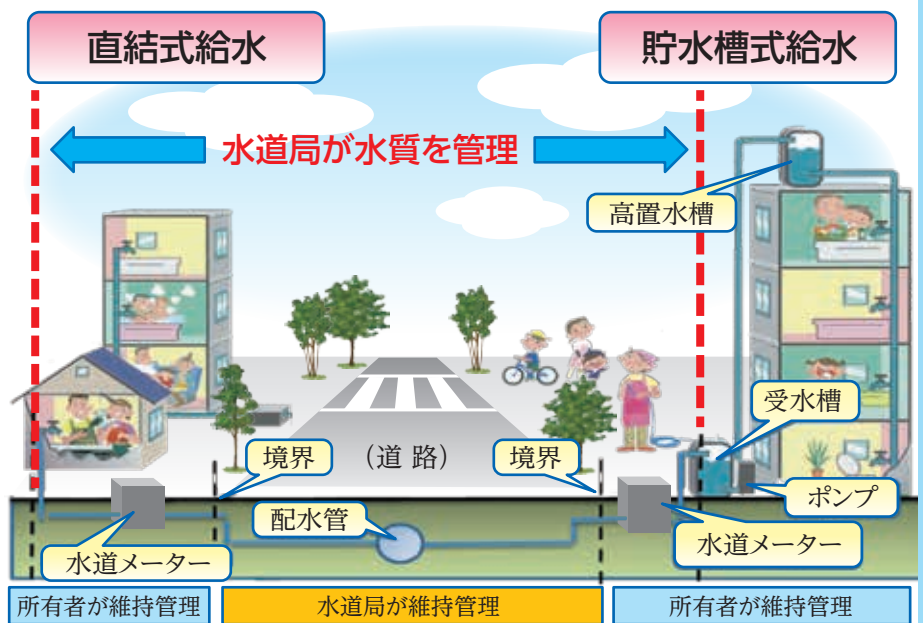 直結式給水
貯水槽式給水
水道局が水質を管理
高置水槽
受水槽
境界
(道 路)
境界
ポンプ
配水管
水道メーター
水道メーター
所有者が維持管理
水道局が維持管理
所有者が維持管理